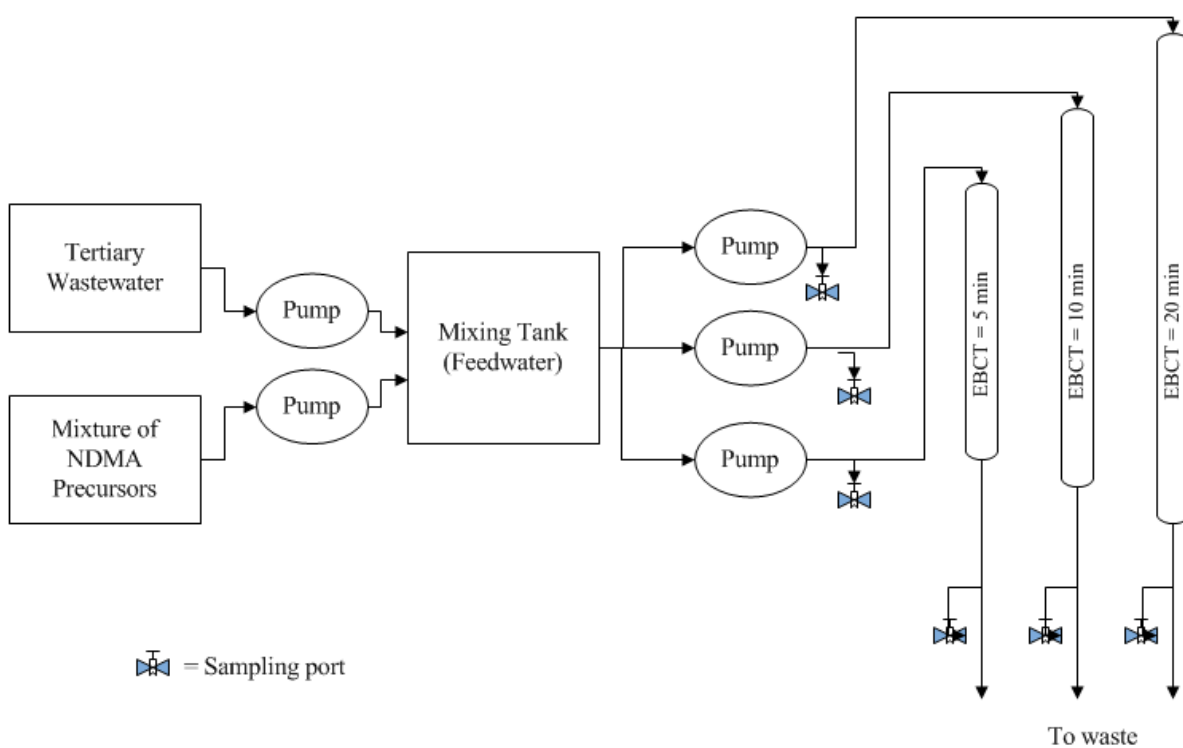 Tertiary
Wastewater
Pump
Mixture of
NDMA
Precursors
Pump
Mixing Tank
(Feedwater)
Pump
Pump
Pump
EBCT = 5 min
EBCT = 10 min
EBCT = 20 min
= Sampling port
To waste